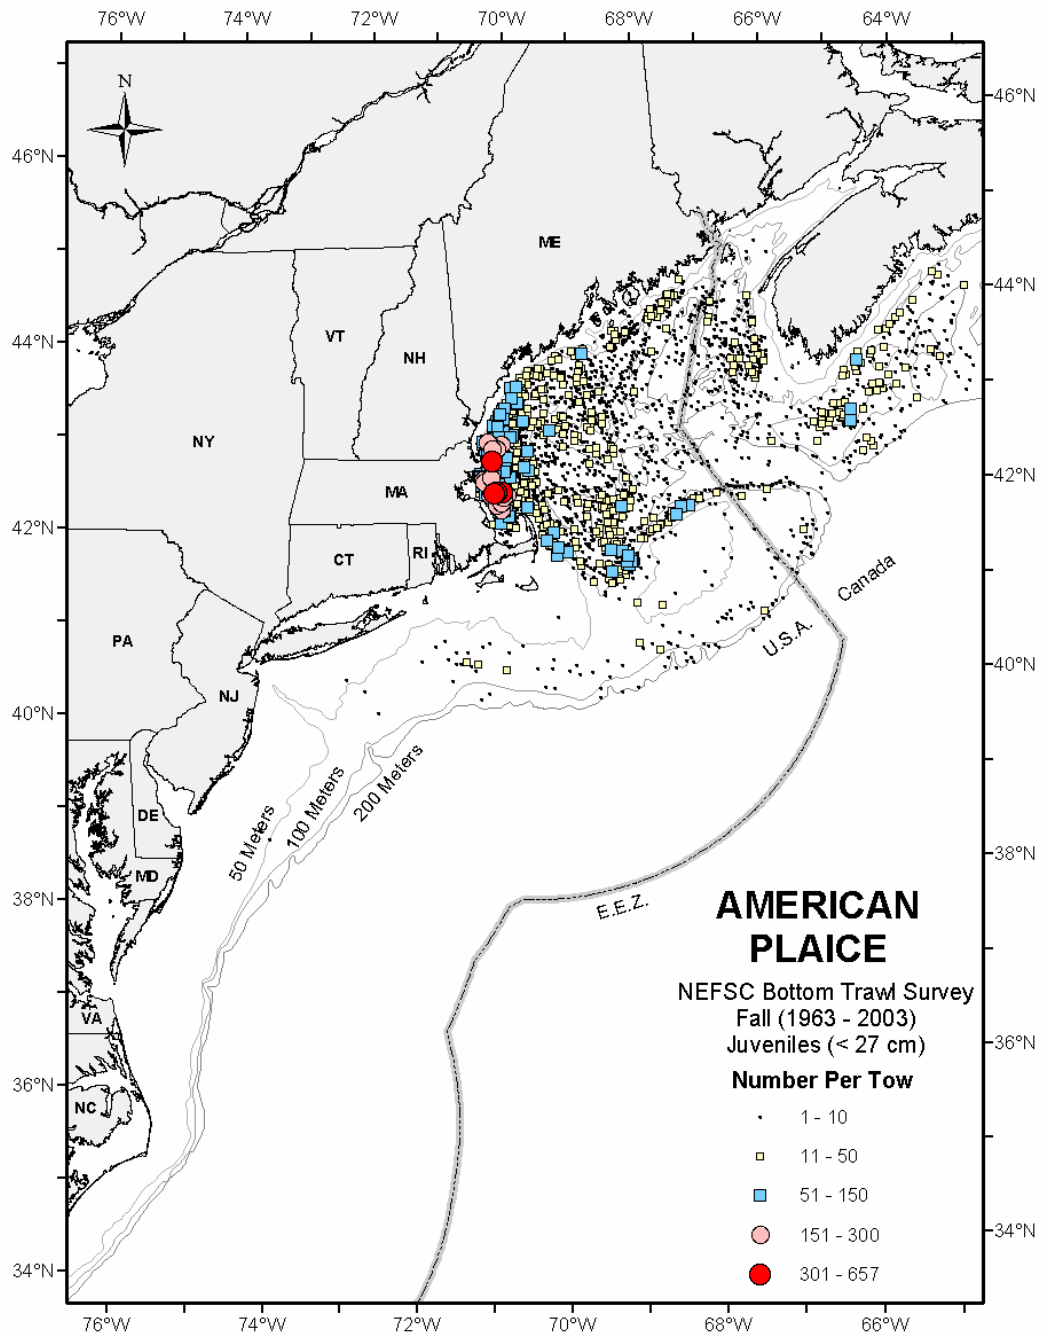 76°W 74°W 72°W 70°W 68°W 66°W 64°W
N
46°N
46°N
ME
44°N
VT
44°N
NH
NY
42°N
MA
42°N
CT
RI
Canada
PA
U.S.A.
40°N
NJ
40°N
200 Meters
100 Meters
50 Meters
DE
38°N
MD
38°N
E.E.Z.
AMERICAN
PLAICE
NEFSC Bottom Trawl Survey
Fall (1963 - 2003)
Juveniles (< 27 cm)
VA
36°N
Number Per Tow
36°N
NC
1 - 10
11 - 50
51 - 150
34°N
151 - 300
34°N
301 - 657
76°W 74°W 72°W 70°W 68°W 66°W